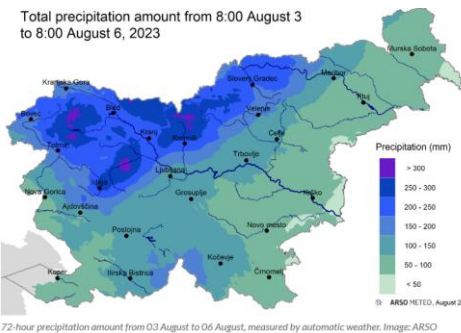 Total precipitation amount from 8:00 August 3
to 8:00 August 6, 2023
Murska Sobota
Maribor
Kranjska Gora
Slovenj Gradec
Ptuj
Bovec
Bled
Velenje
Kranj
Kamnik
Celje
Tolmin
Trbovlje
Ljubljana
Idrija
Nova Gorica
Grosuplje
Krško
Ajdovščina
Novo mesto
Postojna
Kočevje
Koper
Ilirska Bistrica
Črnomelj
Precipitation (mm)
> 300
250 - 300
200 - 250
150 - 200
100 - 150
50 - 100
< 50
ARSO METEO, August 2
72-hour precipitation amount from 03 August to 06 August, measured by automatic weather. Image: ARSO